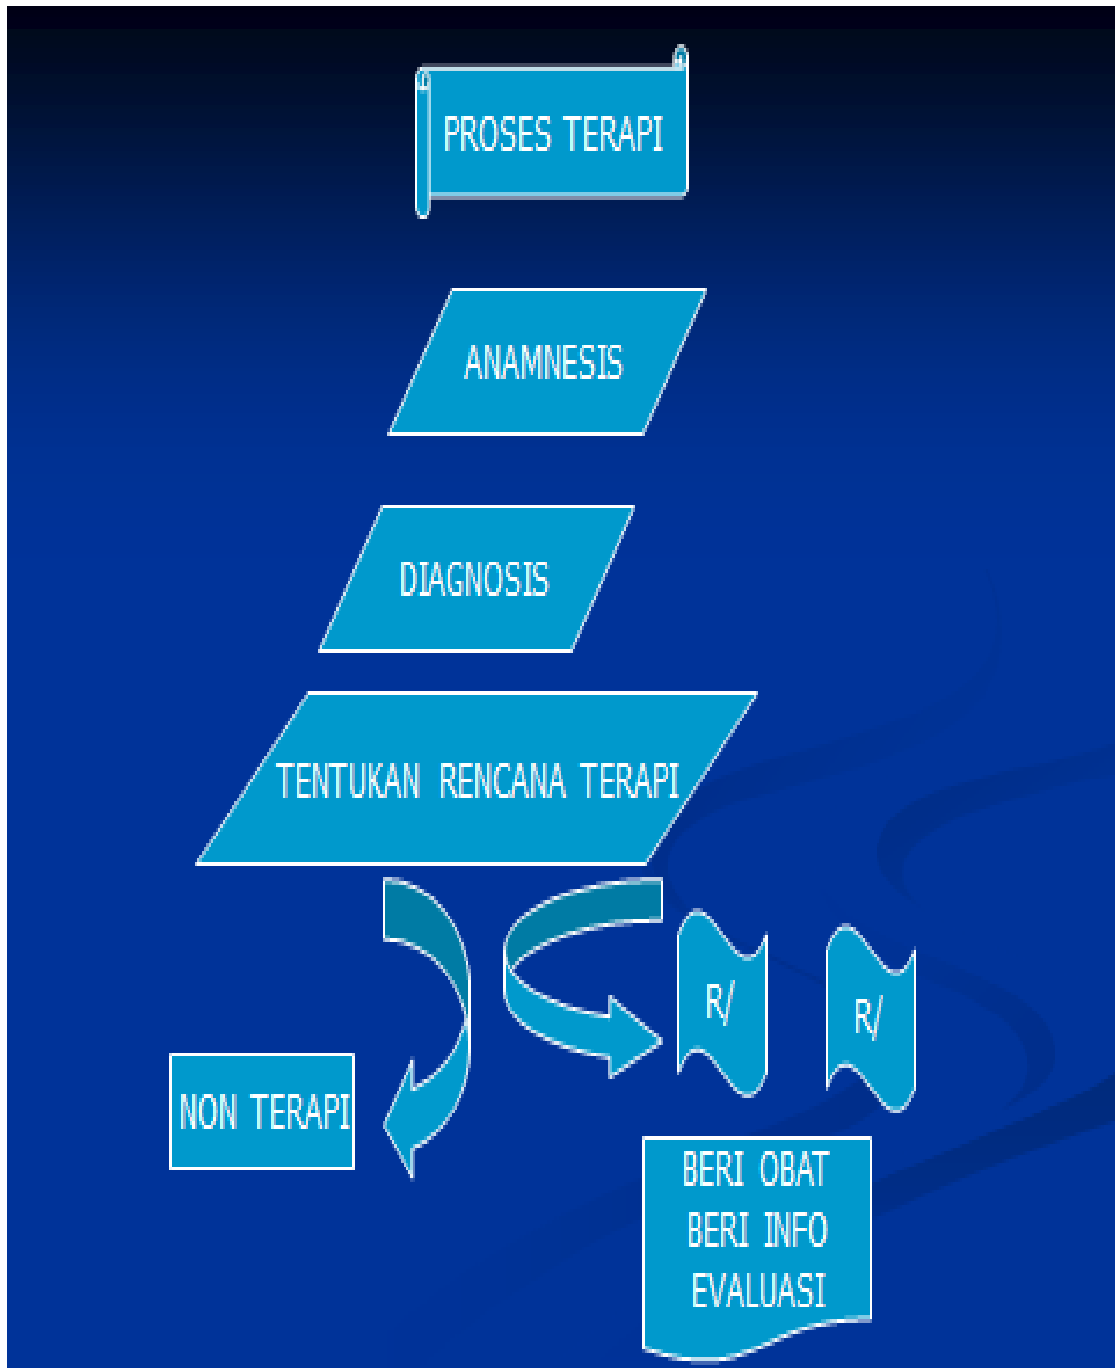 PROSES TERAPI
ANAMNESIS
DIAGNOSIS
TENTUKAN RENCANA TERAPI
R/
R/
NON TERAPI
BERI OBAT
BERI INFO
EVALUASI